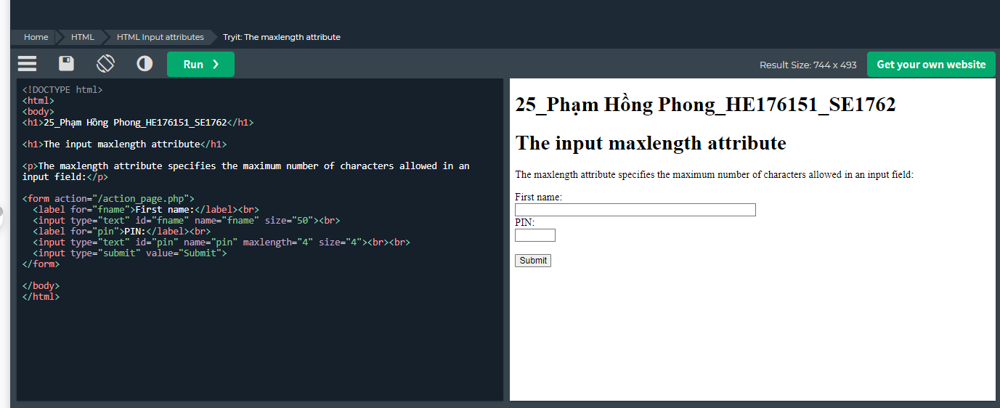 Home HTML HTML Input attributes Tryit: The maxlength attribute
Run ❯ Result Size: 744 x 493 Get your own website
<!DOCTYPE html>
<html>
<body>
<h1>25_Phạm Hồng Phong_HE176151_SE1762</h1>
<h1>The input maxlength attribute</h1>
<p>The maxlength attribute specifies the maximum number of characters allowed in an
input field:</p>
<form action="/action_page.php">
<label for="fname">First name:</label><br>
<input type="text" id="fname" name="fname" size="50"><br>
<label for="pin">PIN:</label><br>
<input type="text" id="pin" name="pin" maxlength="4" size="4"><br><br>
<input type="submit" value="Submit">
</form>
</body>
</html>
25_Phạm Hồng Phong_HE176151_SE1762
The input maxlength attribute
The maxlength attribute specifies the maximum number of characters allowed in an input field:
First name:
PIN:
Submit